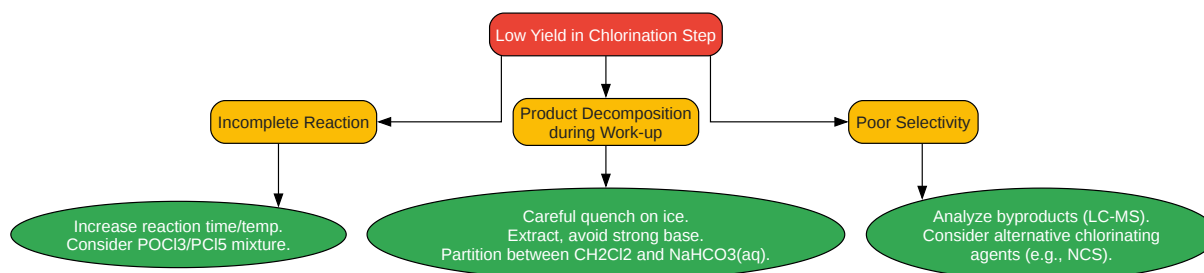 Low Yield in Chlorination Step
Incomplete Reaction
Product Decomposition
during Work-up
Poor Selectivity
Increase reaction time/temp.
Consider POCl3/PCl5 mixture.
Careful quench on ice.
Extract, avoid strong base.
Partition between CH2Cl2 and NaHCO3(aq).
Analyze byproducts (LC-MS).
Consider alternative chlorinating
agents (e.g., NCS).